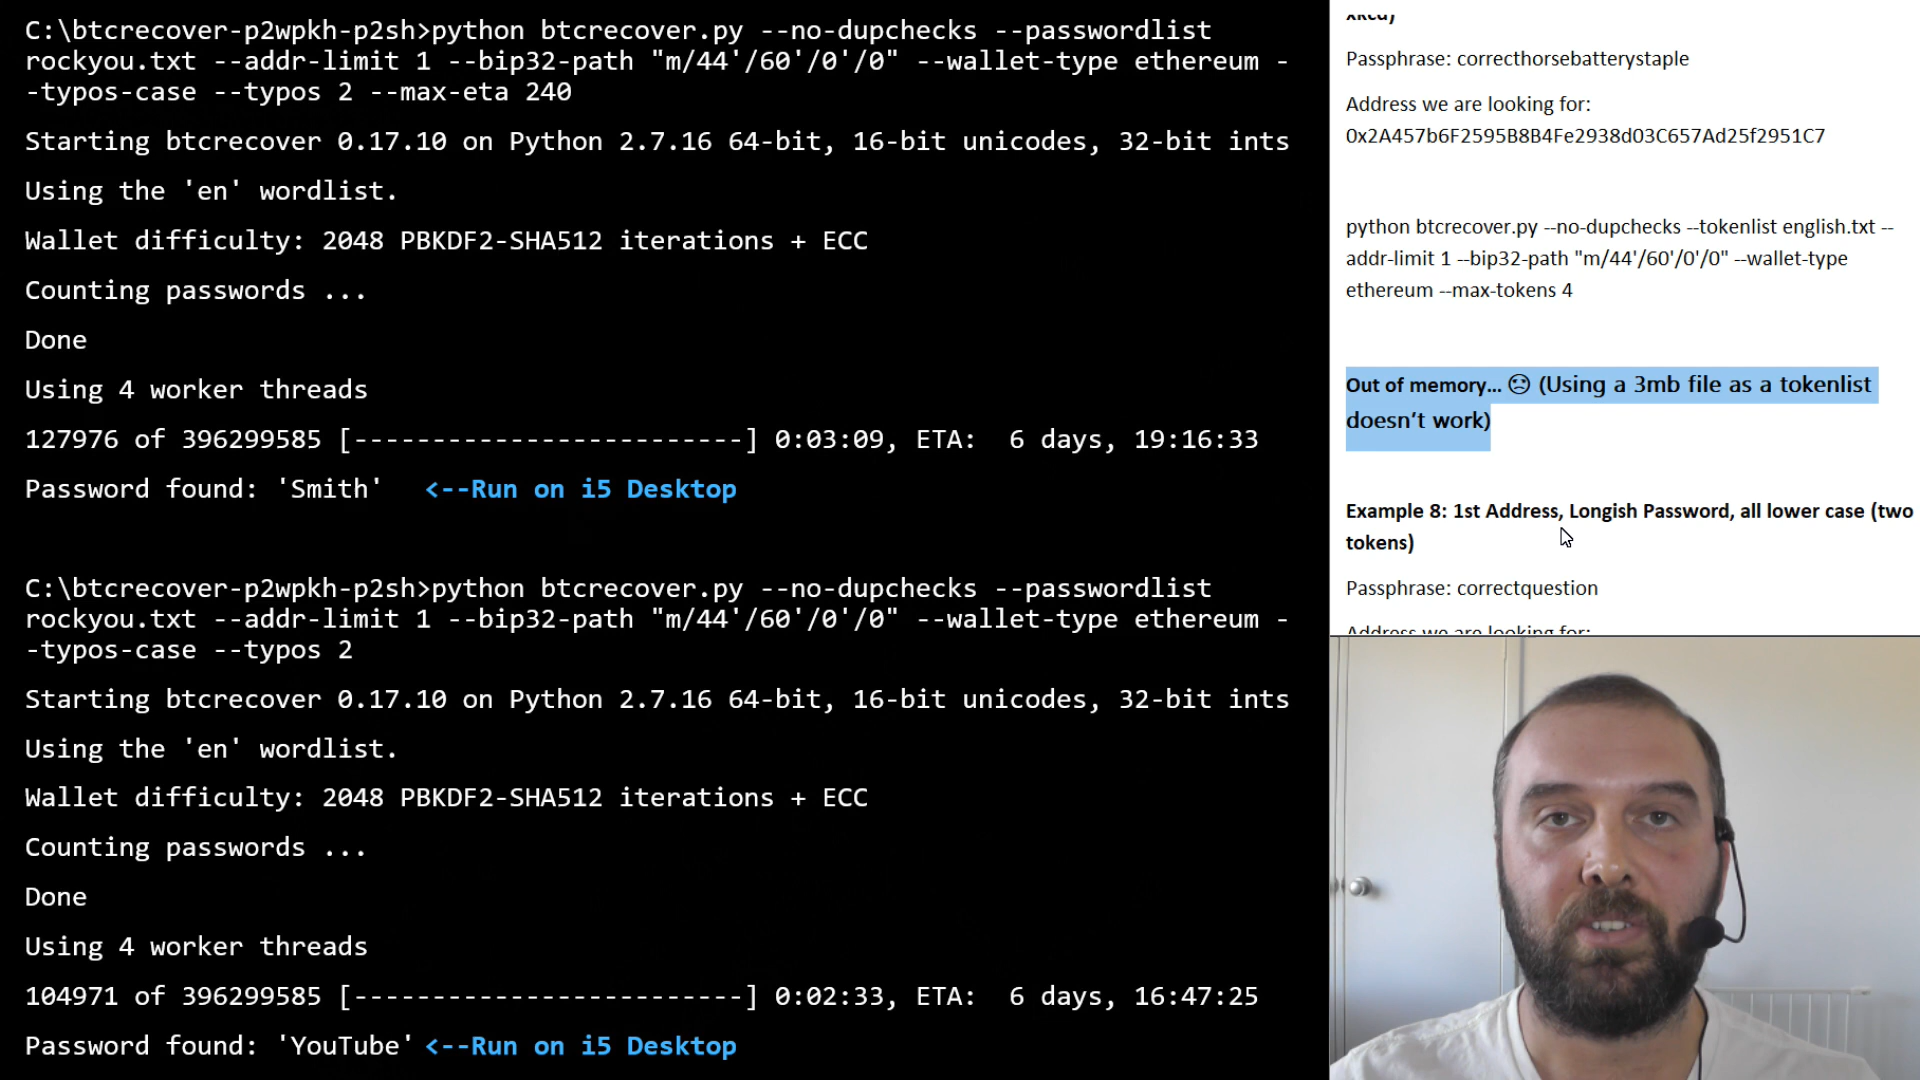 C:\btcrecover-p2wpkh-p2sh>python btcrecover.py --no-dupchecks --passwordlist
rockyou.txt --addr-limit 1 --bip32-path "m/44'/60'/0'/0" --wallet-type ethereum -
-typos-case --typos 2 --max-eta 240
Starting btcrecover 0.17.10 on Python 2.7.16 64-bit, 16-bit unicodes, 32-bit ints
Using the 'en' wordlist.
Wallet difficulty: 2048 PBKDF2-SHA512 iterations + ECC
Counting passwords ...
Done
Using 4 worker threads
127976 of 396299585 [-------------------------] 0:03:09, ETA:  6 days, 19:16:33
Password found: 'Smith' <--Run on i5 Desktop
C:\btcrecover-p2wpkh-p2sh>python btcrecover.py --no-dupchecks --passwordlist
rockyou.txt --addr-limit 1 --bip32-path "m/44'/60'/0'/0" --wallet-type ethereum -
-typos-case --typos 2
Starting btcrecover 0.17.10 on Python 2.7.16 64-bit, 16-bit unicodes, 32-bit ints
Using the 'en' wordlist.
Wallet difficulty: 2048 PBKDF2-SHA512 iterations + ECC
Counting passwords ...
Done
Using 4 worker threads
104971 of 396299585 [-------------------------] 0:02:33, ETA:  6 days, 16:47:25
Password found: 'YouTube' <--Run on i5 Desktop
xkcd)
Passphrase: correcthorsebatterystaple
Address we are looking for:
0x2A457b6F2595B8B4Fe2938d03C657Ad25f2951C7
python btcrecover.py --no-dupchecks --tokenlist english.txt --
addr-limit 1 --bip32-path "m/44'/60'/0'/0" --wallet-type
ethereum --max-tokens 4
Out of memory... ☹ (Using a 3mb file as a tokenlist
doesn't work)
Example 8: 1st Address, Longish Password, all lower case (two
tokens)
Passphrase: correctquestion
Address we are looking for: